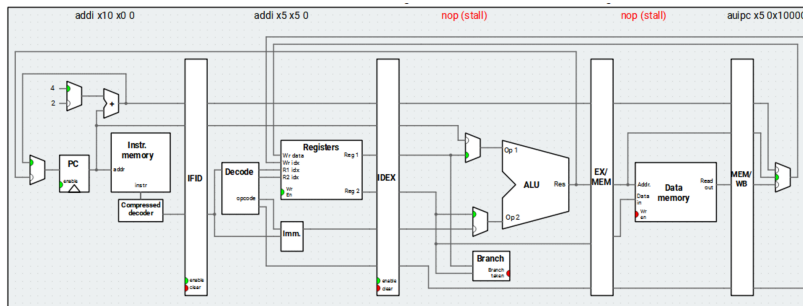 addi x10 x0 0
addi x5 x5 0
nop (stall)
nop (stall)
auipc x5 0x10000
4
2
+
PC
enable
addr
Instr.
memory
instr
Compressed
decoder
IFID
enable
clear
Decode
opcode
Imm.
Registers
Wr data
Wr idx
R1 idx
R2 idx
Wr
En
Reg 1
Reg 2
IDEX
enable
clear
Op 1
Op 2
ALU
Res
Branch
Branch
taken
EX/
MEM
Addr.
Data
in
Wr
en
Data
memory
Read
out
MEM/
WB